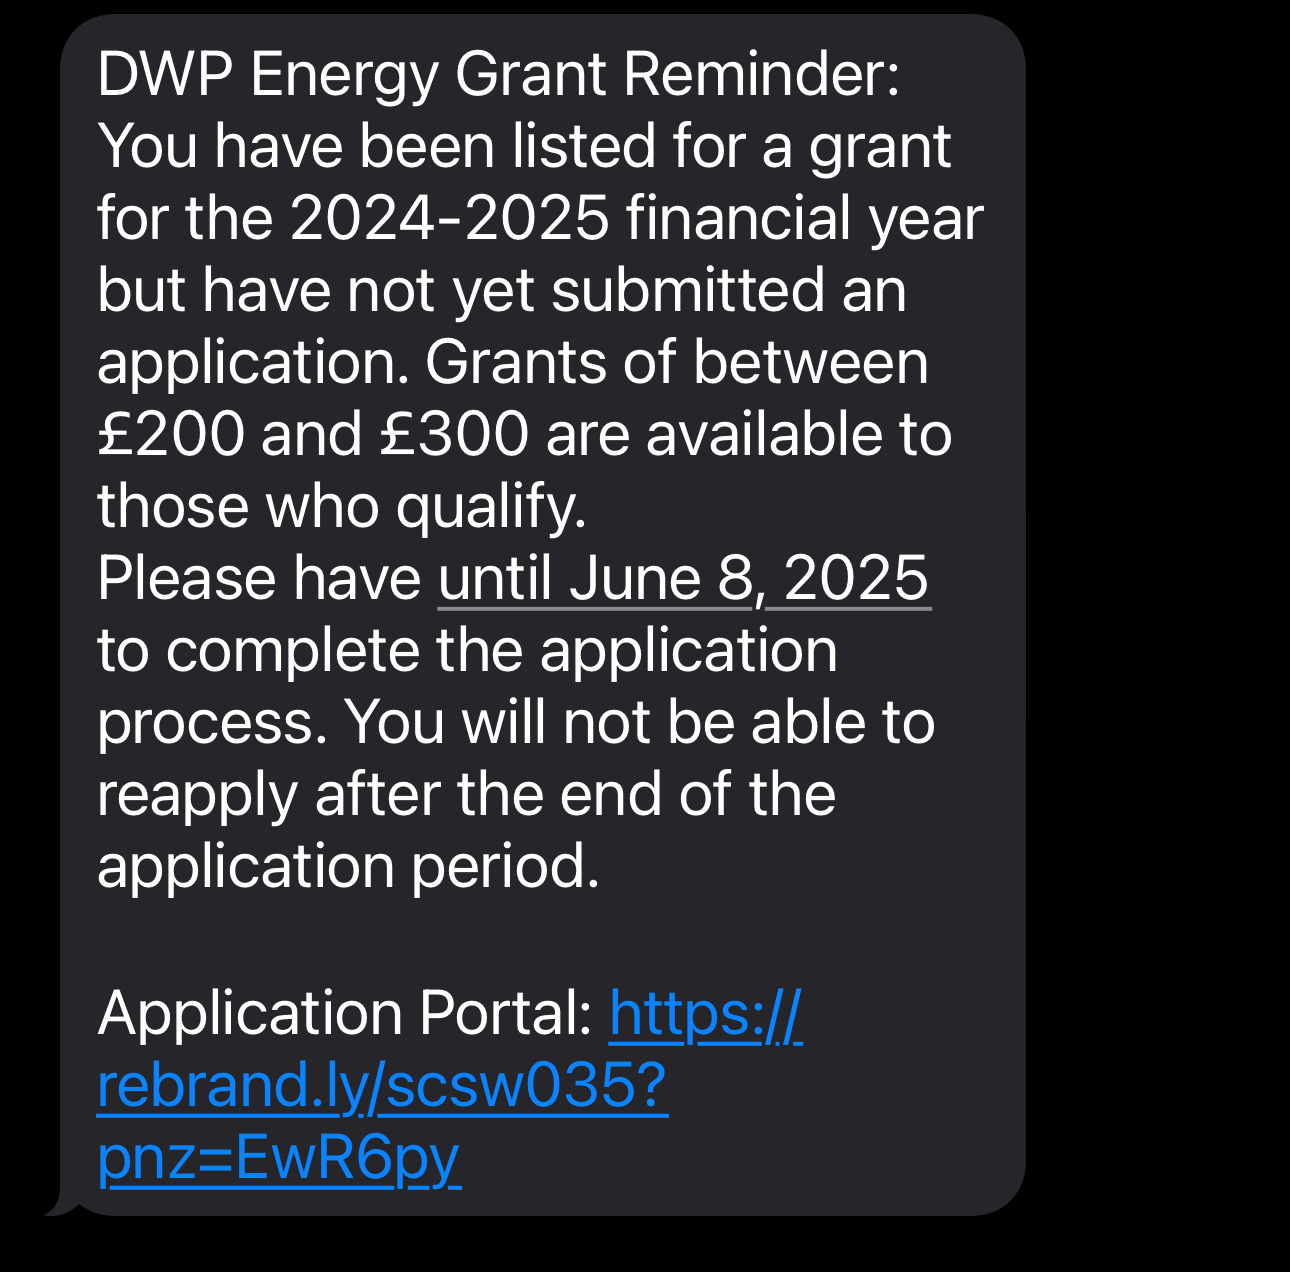 DWP Energy Grant Reminder:
You have been listed for a grant
for the 2024-2025 financial year
but have not yet submitted an
application. Grants of between
£200 and £300 are available to
those who qualify.
Please have until June 8, 2025
to complete the application
process. You will not be able to
reapply after the end of the
application period.
Application Portal: https://
rebrand.ly/scsw035?
pnz=EwR6py